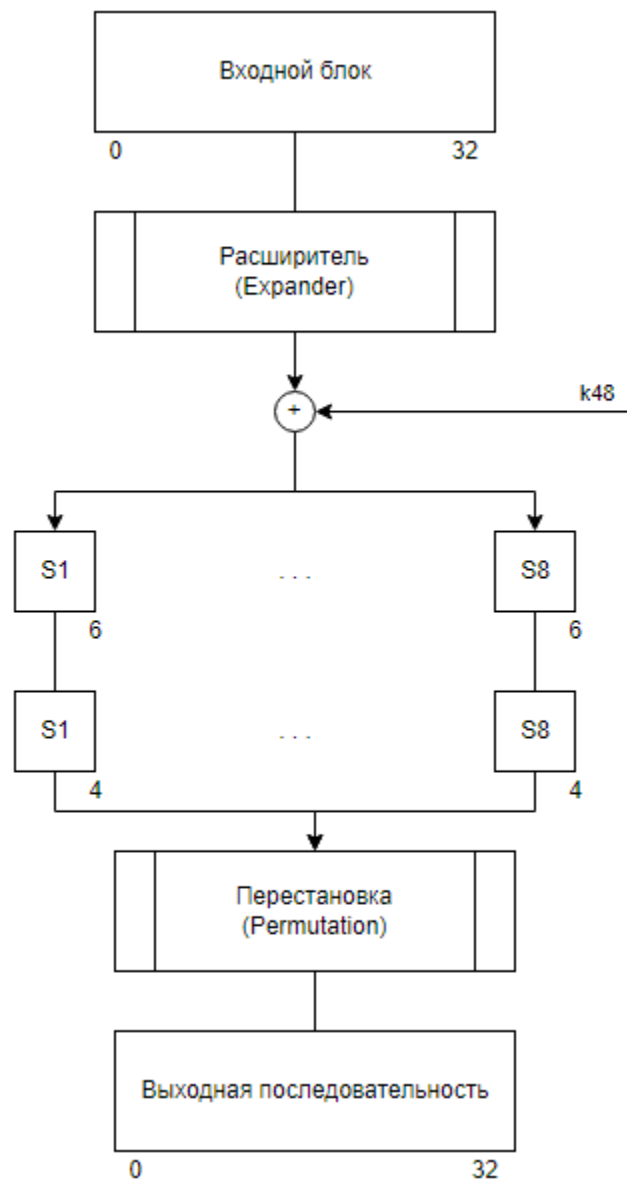 Входной блок
0 32
Расширитель
(Expander)
k48
+
S1 . . . S8
6 6
S1 . . . S8
4 4
Перестановка
(Permutation)
Выходная последовательность
0 32